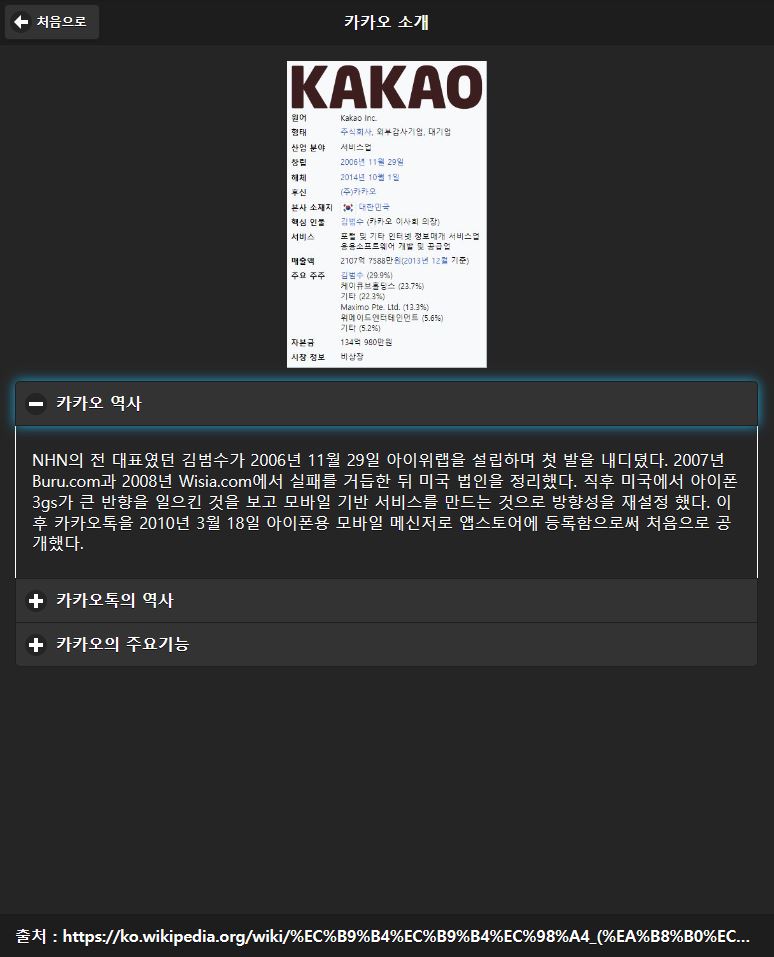 처음으로
카카오 소개
KAKAO
원어 Kakao Inc.
형태 주식회사, 외부감사기업, 대기업
산업 분야 서비스업
창립 2006년 11월 29일
해체 2014년 10월 1일
후신 (주)카카오
본사 소재지 대한민국
핵심 인물 김범수 (카카오 이사회 의장)
서비스 포털 및 기타 인터넷 정보매개 서비스업
응용소프트웨어 개발 및 공급업
매출액 2107억 7588만원(2013년 12월 기준)
주요 주주 김범수 (29.9%)
케이큐브홀딩스 (23.7%)
기타 (22.3%)
Maximo Pte. Ltd. (13.3%)
위메이드엔터테인먼트 (5.6%)
기타 (5.2%)
자본금 134억 980만원
시장 정보 비상장
카카오 역사
NHN의 전 대표였던 김범수가 2006년 11월 29일 아이위랩을 설립하며 첫 발을 내디뎠다. 2007년
Buru.com과 2008년 Wisia.com에서 실패를 거듭한 뒤 미국 법인을 정리했다. 직후 미국에서 아이폰
3gs가 큰 반향을 일으킨 것을 보고 모바일 기반 서비스를 만드는 것으로 방향성을 재설정 했다. 이
후 카카오톡을 2010년 3월 18일 아이폰용 모바일 메신저로 앱스토어에 등록함으로써 처음으로 공
개했다.
카카오톡의 역사
카카오의 주요기능
출처 : https://ko.wikipedia.org/wiki/%EC%B9%B4%EC%B9%B4%EC%98%A4_(%EA%B8%B0%EC...